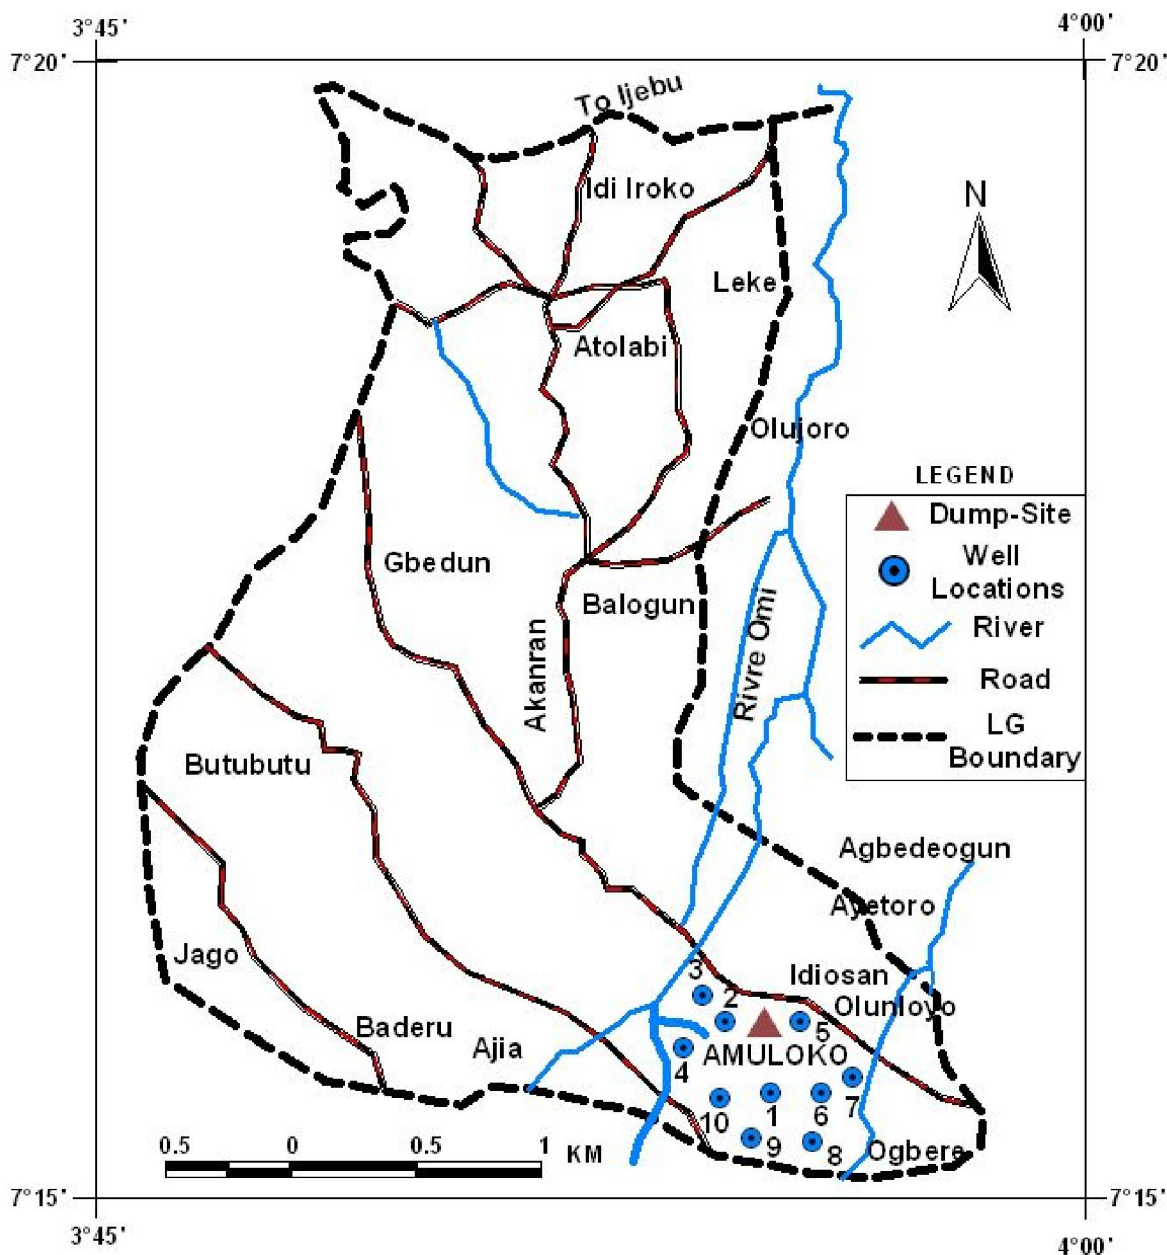 3°45'
4°00'
7°20'
7°20'
To Ijebu
N
Idi Iroko
Leke
Atolabi
Olujoro
LEGEND
Dump-Site
Well
Locations
River
Road
LG
Boundary
Gbedun
Balogun
Rivre Omi
Akanran
Butubutu
Agbedeogun
Ayetoro
Jago
Idiosan
3
2
Olunloyo
5
Baderu
Ajia
AMULOKO
4
10
1
6
7
9
8
Ogbere
0.5
0
0.5
1
KM
7°15'
7°15'
3°45'
4°00'